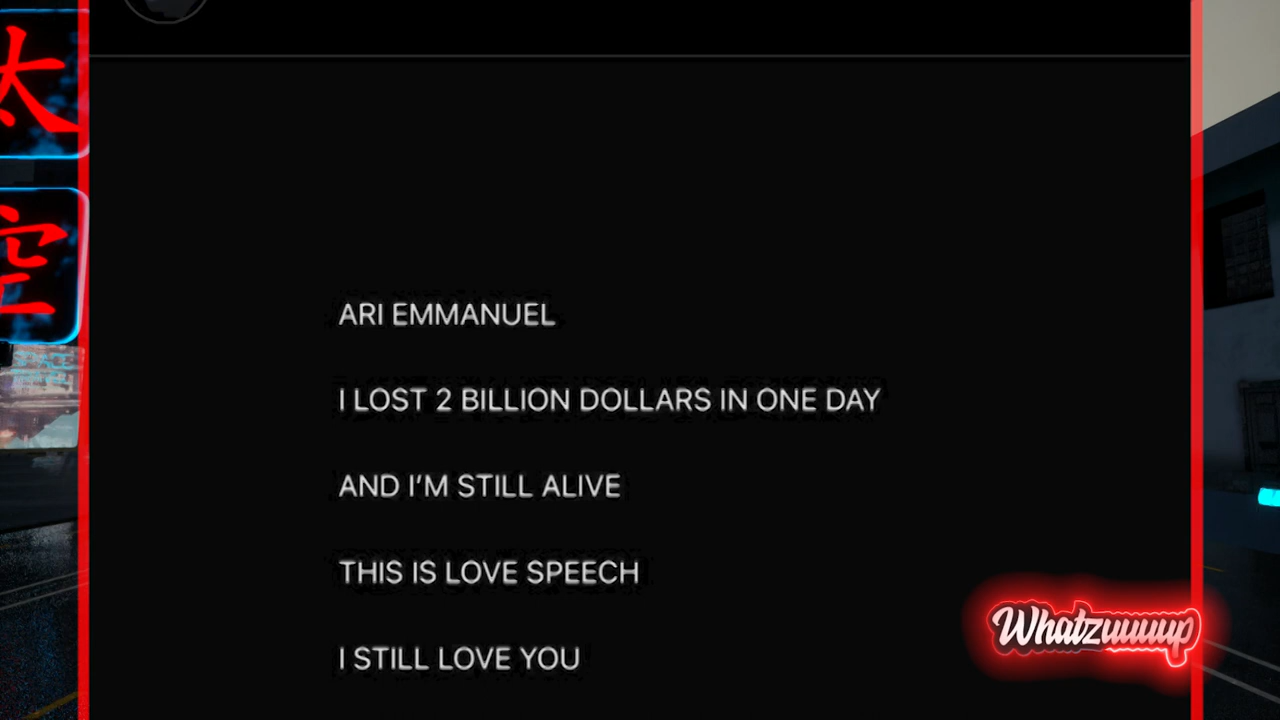 太
空
ARI EMMANUEL
I LOST 2 BILLION DOLLARS IN ONE DAY
AND I’M STILL ALIVE
THIS IS LOVE SPEECH
I STILL LOVE YOU
Whatzuuuup